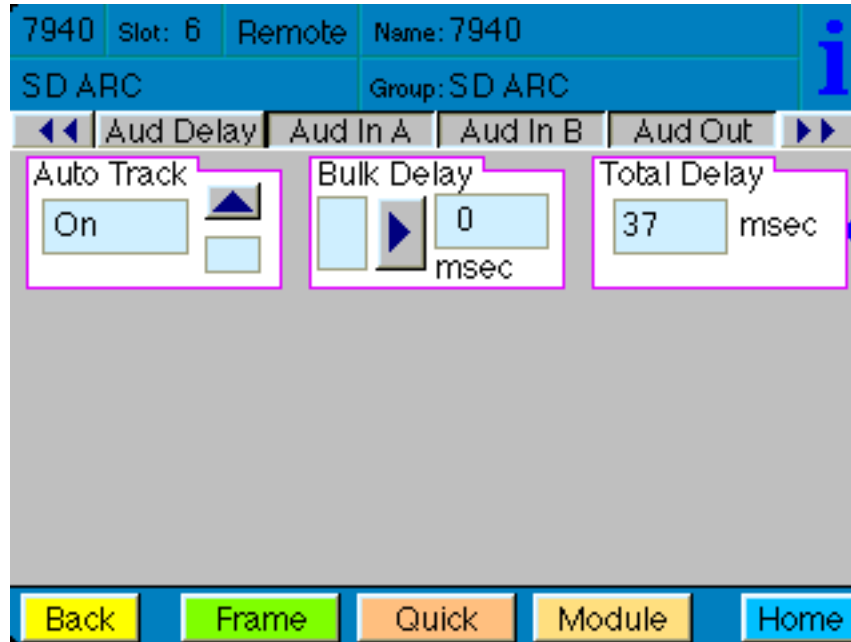 7940 Slot: 6 Remote Name: 7940
SD ARC Group: SD ARC
Aud Delay Aud In A Aud In B Aud Out
Auto Track Bulk Delay Total Delay
On 0 37 msec
msec
Back Frame Quick Module Home